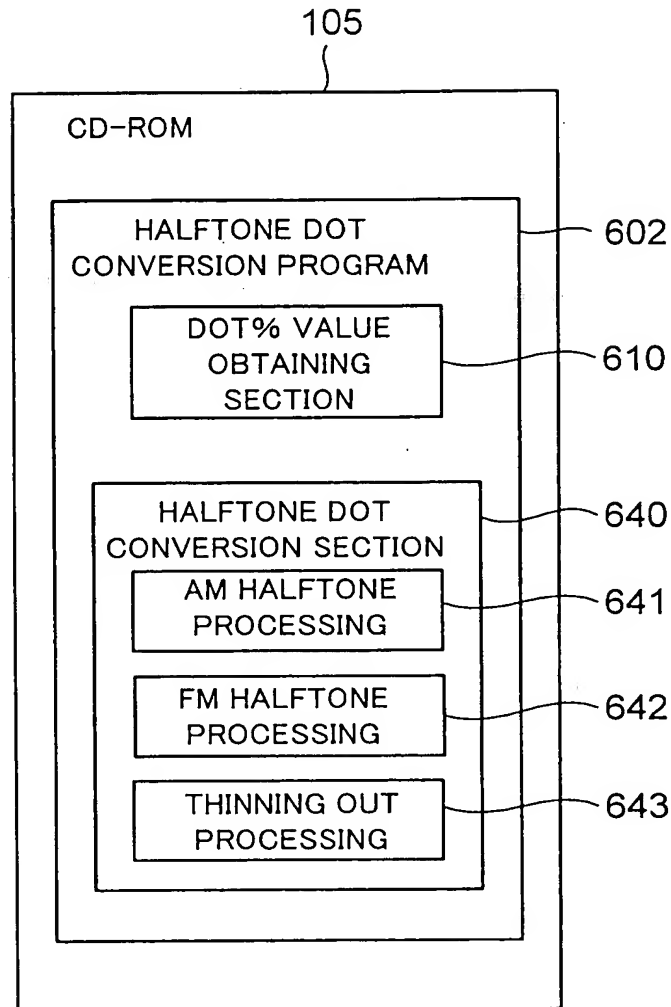 105
CD-ROM
HALFTONE DOT
CONVERSION PROGRAM
602
DOT% VALUE
OBTAINING
SECTION
610
HALFTONE DOT
CONVERSION SECTION
640
AM HALFTONE
PROCESSING
641
FM HALFTONE
PROCESSING
642
THINNING OUT
PROCESSING
643